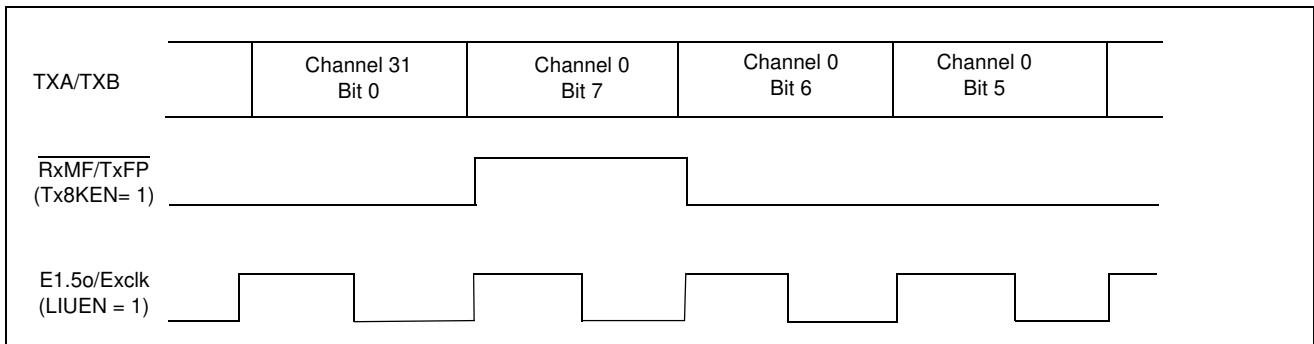 TXA/TXB
Channel 31
Bit 0
Channel 0
Bit 7
Channel 0
Bit 6
Channel 0
Bit 5
RxMF/TxFP
(Tx8KEN= 1)
E1.5o/Exclk
(LIUEN = 1)